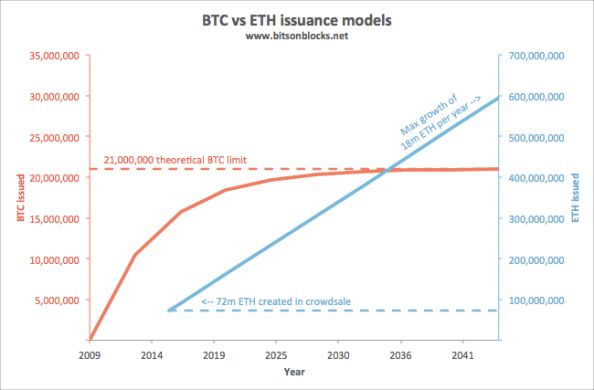 BTC vs ETH issuance models
www.bitsonblocks.net
35,000,000
30,000,000
25,000,000
20,000,000
15,000,000
10,000,000
5,000,000
BTC issued
700,000,000
600,000,000
500,000,000
400,000,000
300,000,000
200,000,000
100,000,000
ETH issued
Max growth of
18m ETH per year -->
21,000,000 theoretical BTC limit
<-- 72m ETH created in crowdsale
2009
2014
2019
2025
2030
2036
2041
Year